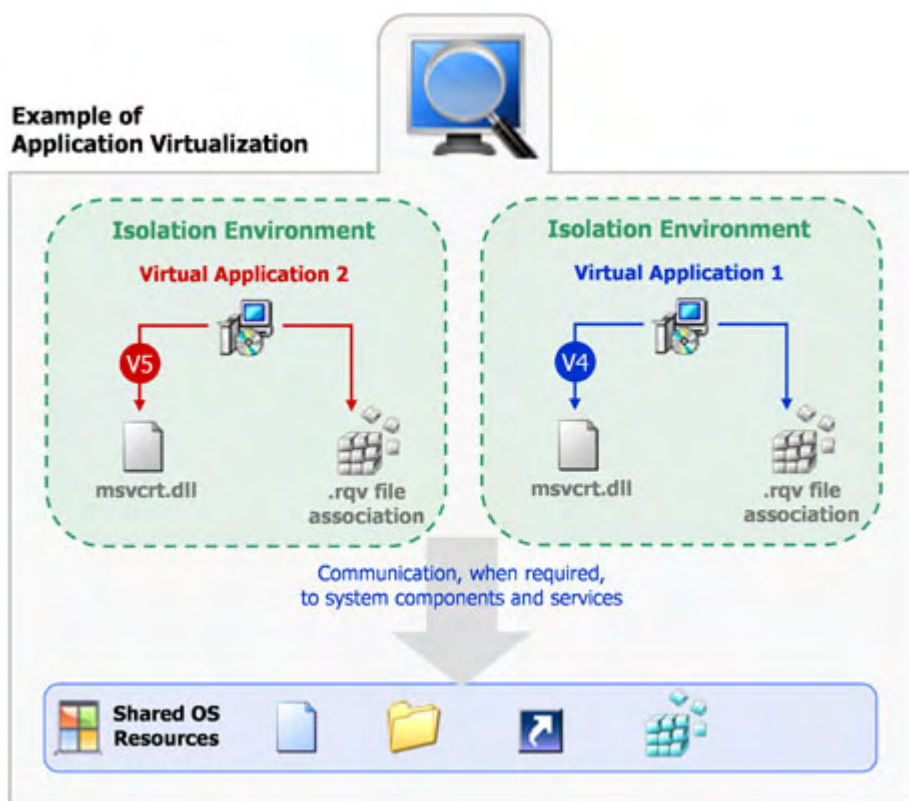 Example of
Application Virtualization
Isolation Environment
Virtual Application 2
V5
msvcrt.dll
.rqv file
association
Isolation Environment
Virtual Application 1
V4
msvcrt.dll
.rqv file
association
Communication, when required,
to system components and services
Shared OS
Resources